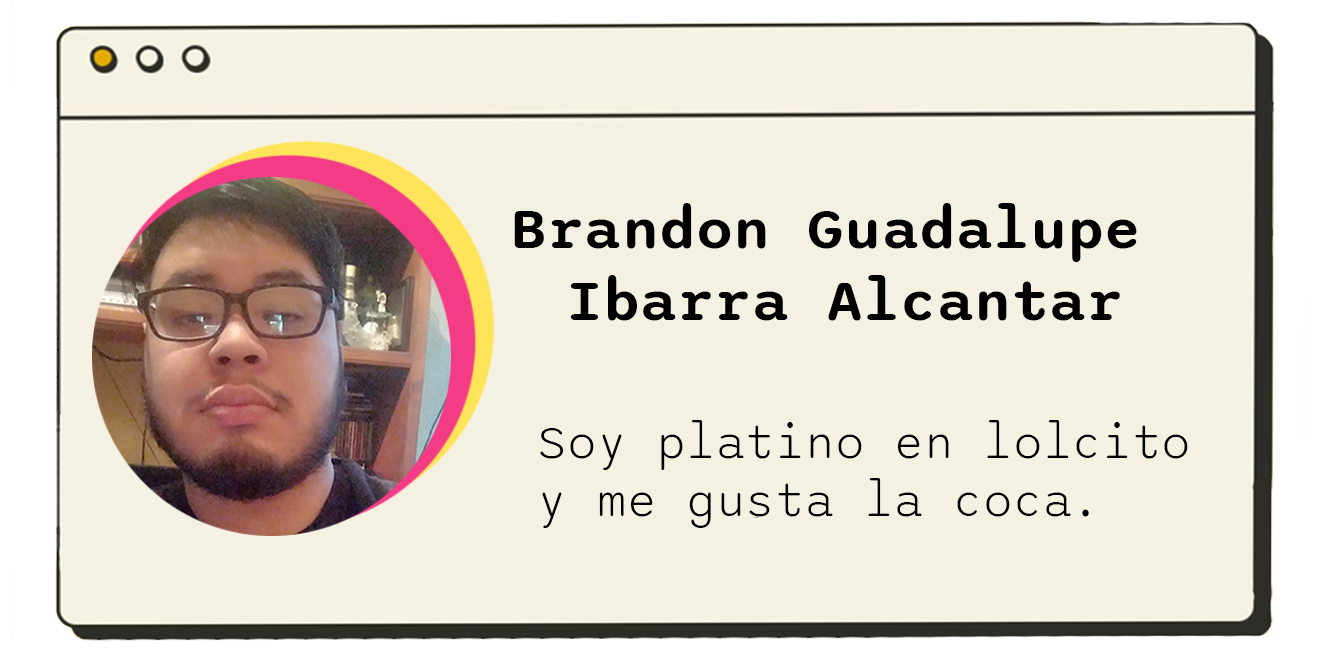 Brandon Guadalupe
Ibarra Alcantar
Soy platino en lolcito
y me gusta la coca.